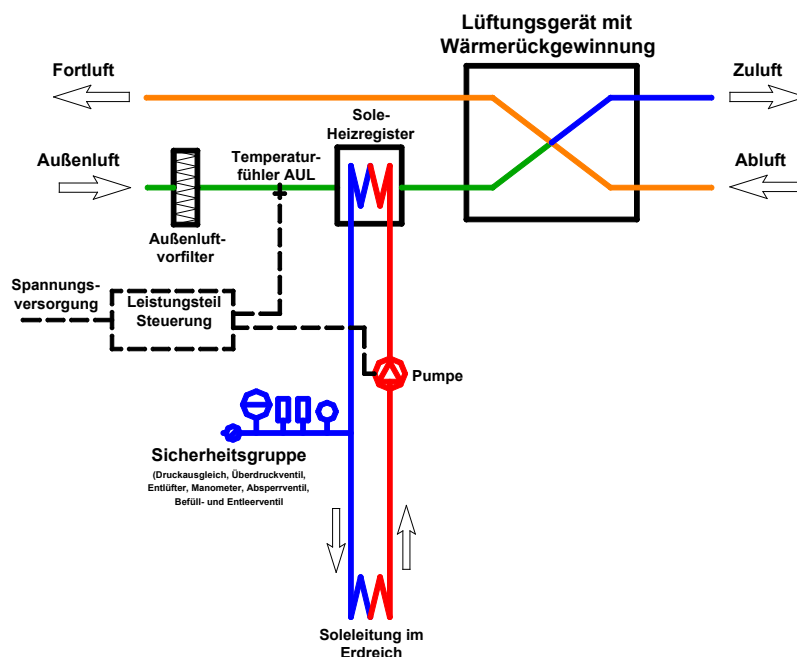 Lüftungsgerät mit
Wärmerückgewinnung
Fortluft
Zuluft
Sole-
Heizregister
Außenluft
Temperatur-
fühler AUL
Abluft
Außenluft-
vorfilter
Spannungs-
versorgung
Leistungsteil
Steuerung
Pumpe
Sicherheitsgruppe
(Druckausgleich, Überdruckventil,
Entlüfter, Manometer, Absperrventil,
Befüll- und Entleerventil
Soleleitung im
Erdreich